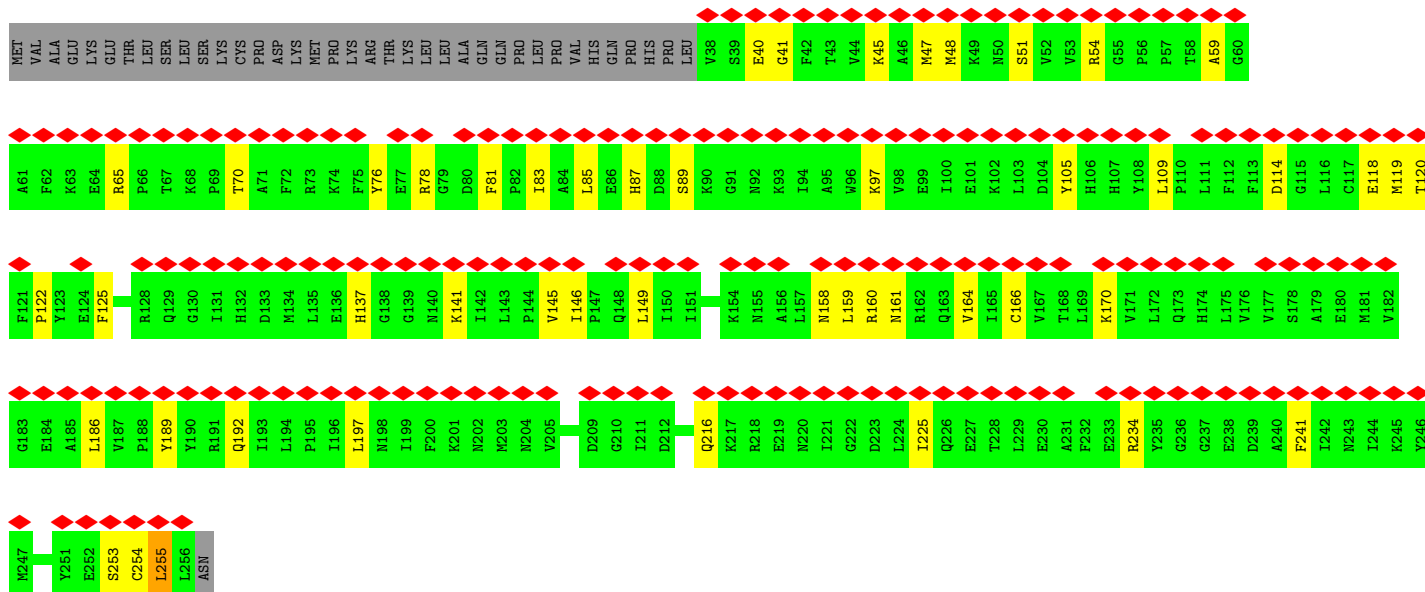 MET VAL ALA GLU LYS GLU THR LEU SER LEU SER LYS CYS PRO ASP LYS MET PRO LYS ARG THR LYS LEU LEU ALA GLN GLN PRO LEU PRO VAL HIS GLN PRO HIS PRO LEU V38 S39 E40 G41 F42 T43 V44 K45 A46 M47 M48 K49 N50 S51 V52 V53 R54 G55 P56 P57 T58 A59 G60
A61 F62 K63 E64 R65 P66 T67 K68 P69 T70 A71 F72 R73 K74 F75 Y76 E77 R78 G79 D80 F81 P82 I83 A84 L85 E86 H87 D88 S89 K90 G91 N92 K93 I94 A95 W96 K97 V98 E99 I100 E101 K102 L103 D104 Y105 H106 H107 Y108 L109 P110 L111 F112 F113 D114 G115 L116 C117 E118 M119 T120
F121 P122 Y123 E124 F125 R128 Q129 G130 I131 H132 D133 M134 L135 E136 H137 G138 G139 N140 K141 I142 L143 P144 V145 I146 P147 Q148 L149 I150 I151 K154 N155 A156 L157 N158 L159 R160 N161 R162 Q163 V164 I165 C166 V167 T168 L169 K170 V171 L172 Q173 H174 L175 V176 V177 S178 A179 E180 M181 V182
G183 E184 A185 L186 V187 P188 Y189 Y190 R191 Q192 I193 L194 P195 I196 L197 N198 I199 F200 K201 N202 M203 N204 V205 D209 G210 I211 D212 Q216 K217 R218 E219 N220 I221 G222 D223 L224 I225 Q226 E227 T228 L229 E230 A231 F232 E233 R234 Y235 G236 G237 E238 D239 A240 F241 I242 N243 I244 K245 Y246
M247 Y251 E252 S253 C254 L255 L256 ASN